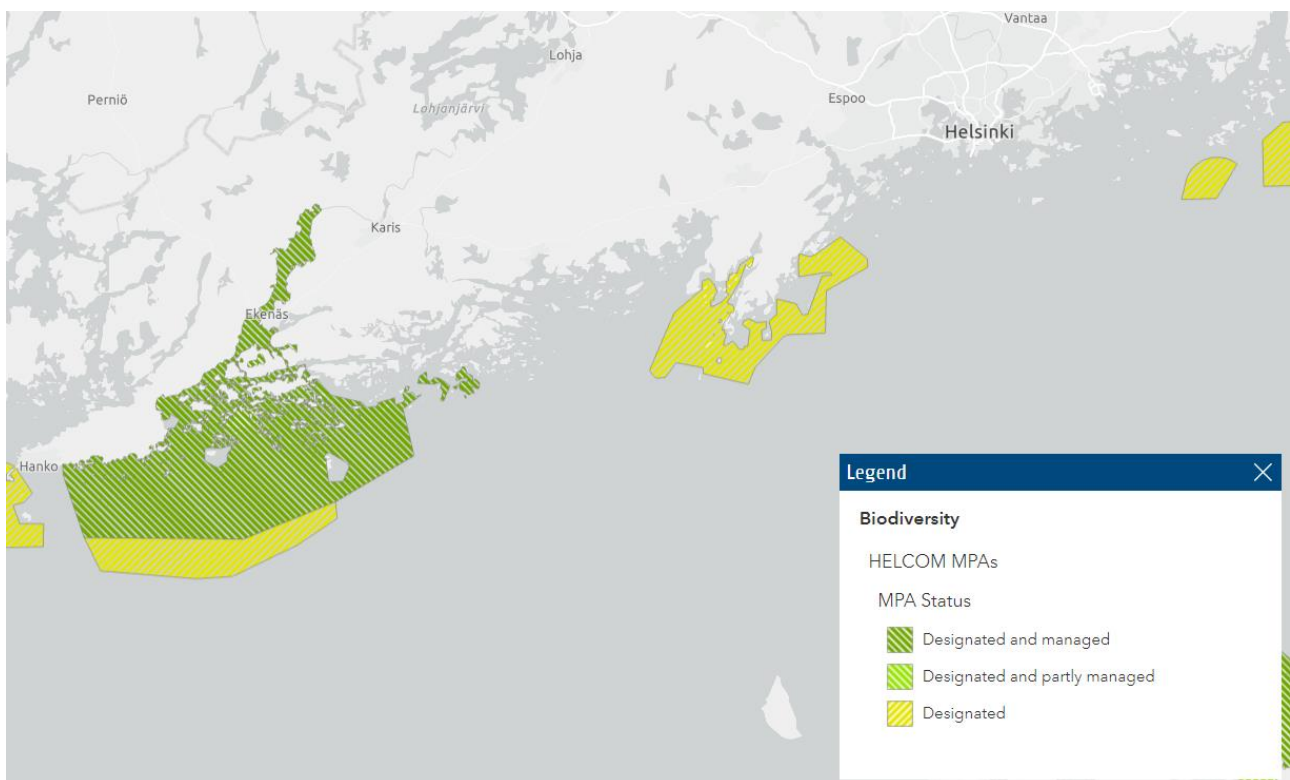 Vantaa
Lohja
Perniö
Espoo
Lohjanjärvi
Helsinki
Karis
Ekenäs
Hanko
Legend
Biodiversity
HELCOM MPAs
MPA Status
Designated and managed
Designated and partly managed
Designated